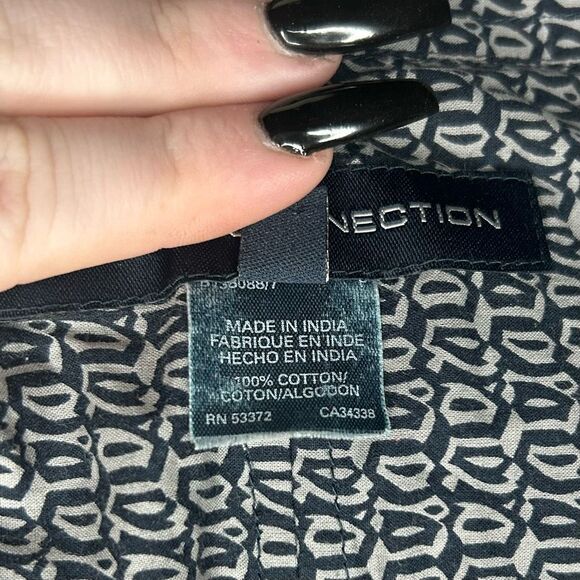 NECTION
MADE IN INDIA
FABRIQUE EN INDE
HECHO EN INDIA
100% COTTON/
COTON/ALGODON
RN 53372 CA34338